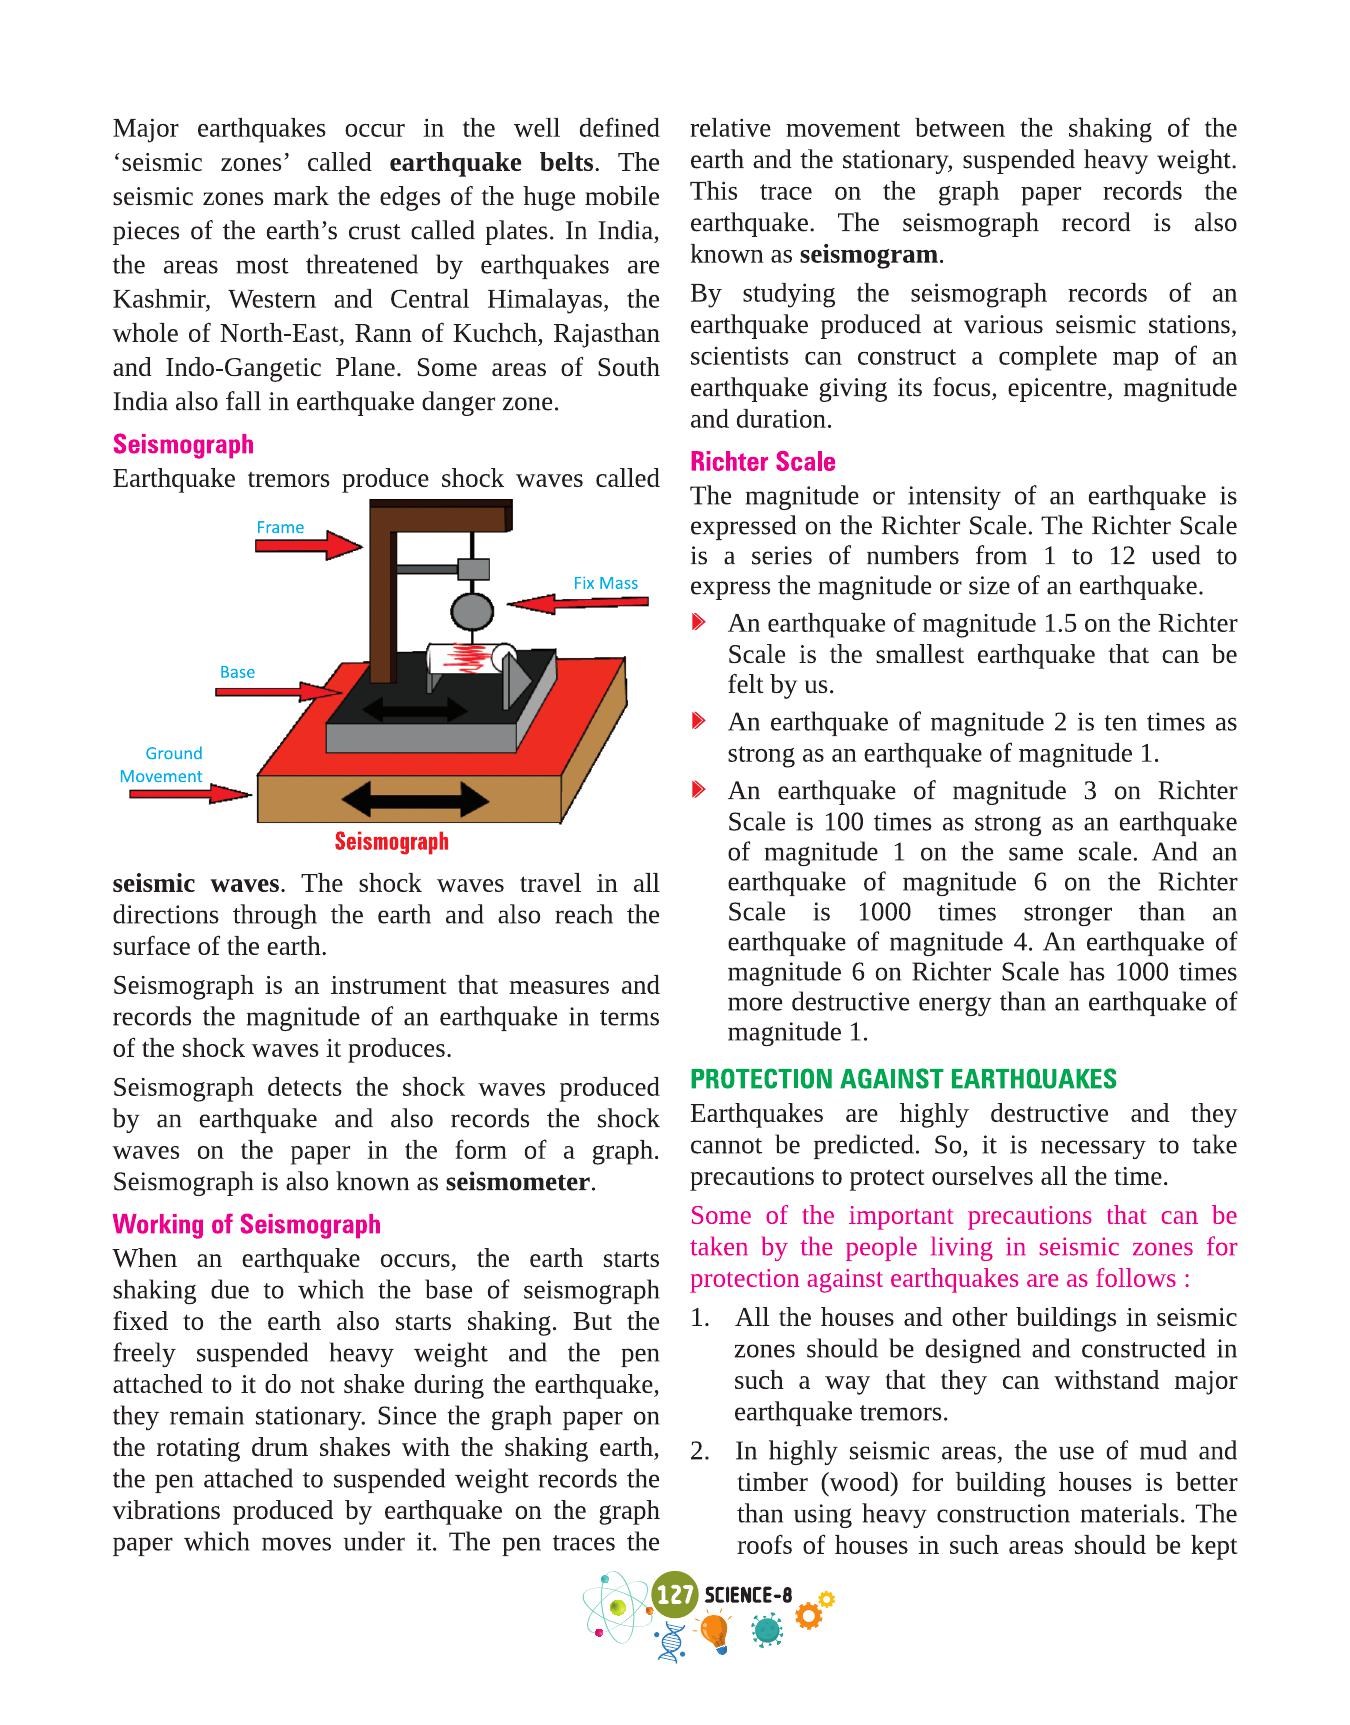 Major earthquakes occur in the well defined
‘seismic zones’ called earthquake belts. The
seismic zones mark the edges of the huge mobile
pieces of the earth’s crust called plates. In India,
the areas most threatened by earthquakes are
Kashmir, Western and Central Himalayas, the
whole of North-East, Rann of Kuchch, Rajasthan
and Indo-Gangetic Plane. Some areas of South
India also fall in earthquake danger zone.
Seismograph
Earthquake tremors produce shock waves called
Frame
Fix Mass
Base
Ground
Movement
Seismograph
seismic waves. The shock waves travel in all
directions through the earth and also reach the
surface of the earth.
Seismograph is an instrument that measures and
records the magnitude of an earthquake in terms
of the shock waves it produces.
Seismograph detects the shock waves produced
by an earthquake and also records the shock
waves on the paper in the form of a graph.
Seismograph is also known as seismometer.
Working of Seismograph
When an earthquake occurs, the earth starts
shaking due to which the base of seismograph
fixed to the earth also starts shaking. But the
freely suspended heavy weight and the pen
attached to it do not shake during the earthquake,
they remain stationary. Since the graph paper on
the rotating drum shakes with the shaking earth,
the pen attached to suspended weight records the
vibrations produced by earthquake on the graph
paper which moves under it. The pen traces the
relative movement between the shaking of the
earth and the stationary, suspended heavy weight.
This trace on the graph paper records the
earthquake. The seismograph record is also
known as seismogram.
By studying the seismograph records of an
earthquake produced at various seismic stations,
scientists can construct a complete map of an
earthquake giving its focus, epicentre, magnitude
and duration.
Richter Scale
The magnitude or intensity of an earthquake is
expressed on the Richter Scale. The Richter Scale
is a series of numbers from 1 to 12 used to
express the magnitude or size of an earthquake.
An earthquake of magnitude 1.5 on the Richter
Scale is the smallest earthquake that can be
felt by us.
An earthquake of magnitude 2 is ten times as
strong as an earthquake of magnitude 1.
An earthquake of magnitude 3 on Richter
Scale is 100 times as strong as an earthquake
of magnitude 1 on the same scale. And an
earthquake of magnitude 6 on the Richter
Scale is 1000 times stronger than an
earthquake of magnitude 4. An earthquake of
magnitude 6 on Richter Scale has 1000 times
more destructive energy than an earthquake of
magnitude 1.
PROTECTION AGAINST EARTHQUAKES
Earthquakes are highly destructive and they
cannot be predicted. So, it is necessary to take
precautions to protect ourselves all the time.
Some of the important precautions that can be
taken by the people living in seismic zones for
protection against earthquakes are as follows :
1. All the houses and other buildings in seismic
zones should be designed and constructed in
such a way that they can withstand major
earthquake tremors.
2. In highly seismic areas, the use of mud and
timber (wood) for building houses is better
than using heavy construction materials. The
roofs of houses in such areas should be kept
127 SCIENCE-8